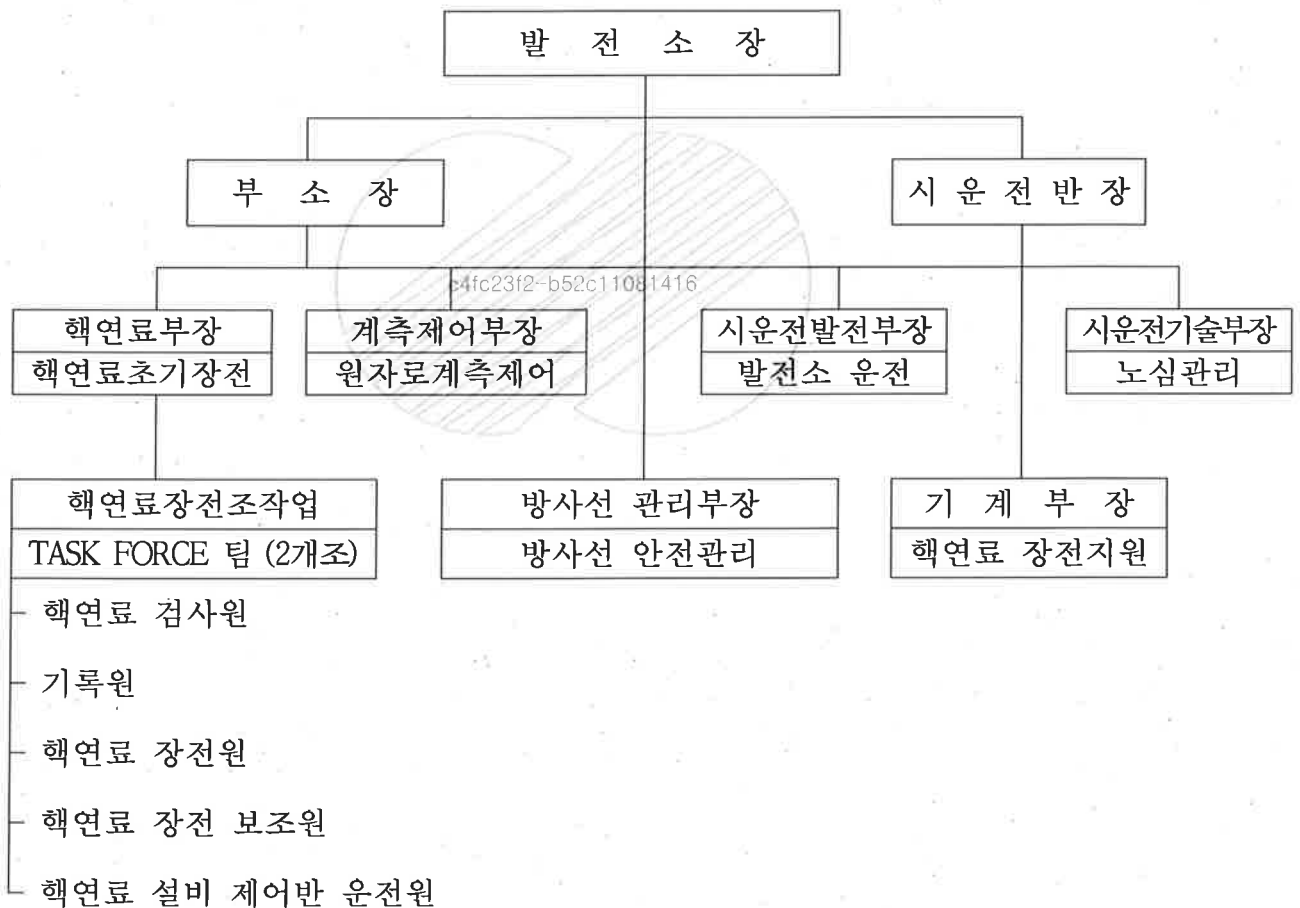 발 전 소 장
부 소 장
시 운 전 반 장
c4fc23f2-b52c11081416
핵연료부장
핵연료초기장전
계측제어부장
원자로계측제어
시운전발전부장
발전소 운전
시운전기술부장
노심관리
핵연료장전조작업
TASK FORCE 팀 (2개조)
방사선 관리부장
방사선 안전관리
기 계 부 장
핵연료 장전지원
핵연료 검사원
기록원
핵연료 장전원
핵연료 장전 보조원
핵연료 설비 제어반 운전원